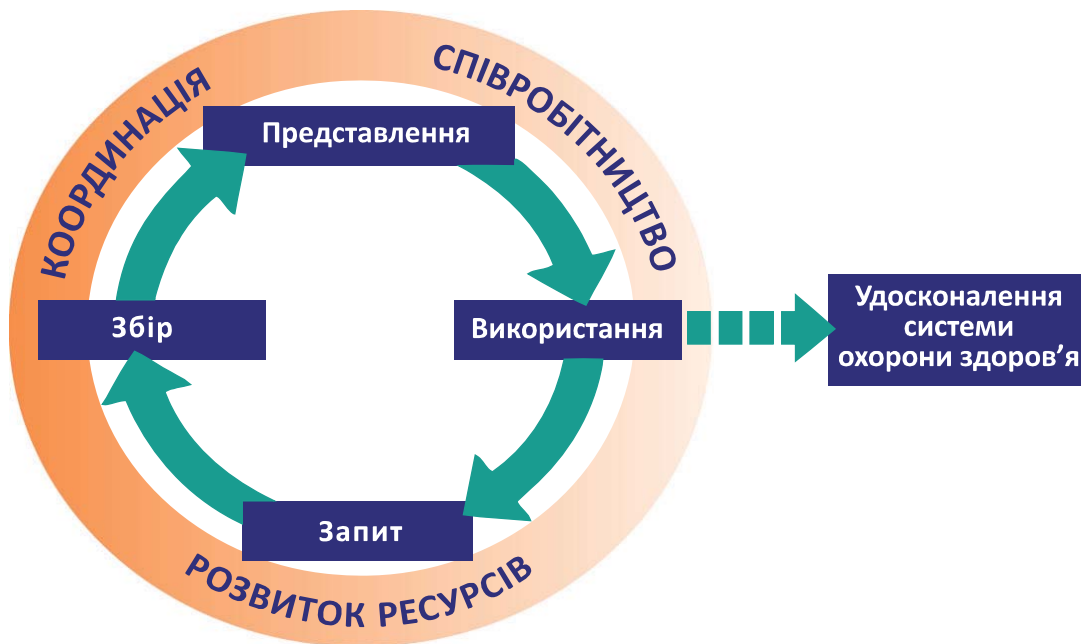 КООРДИНАЦІЯ
СПІВРОБІТНИЦТВО
Представлення
Збір
Використання
Удосконалення
системи
охорони здоров’я
Запит
РОЗВИТОК РЕСУРСІВ